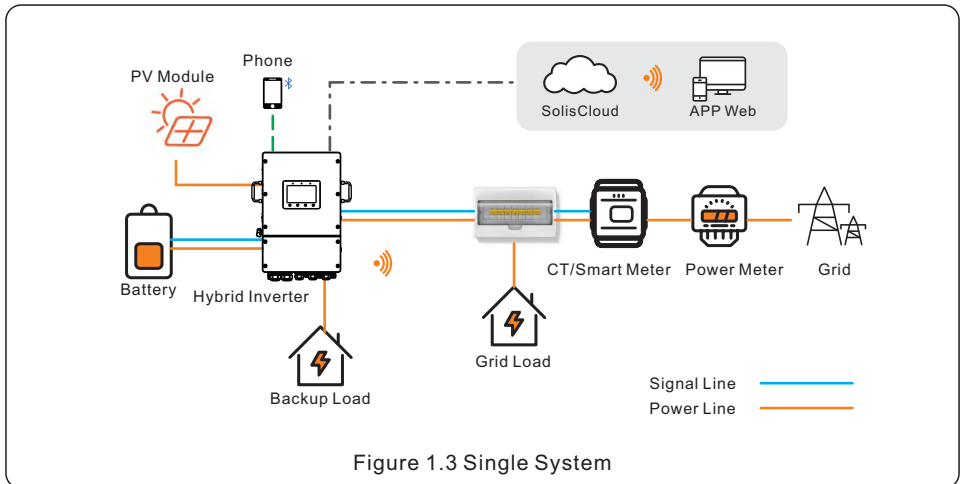 Phone
PV Module
SolisCloud
APP Web
Battery
Hybrid Inverter
CT/Smart Meter
Power Meter
Grid
Grid Load
Backup Load
Signal Line
Power Line
Figure 1.3 Single System